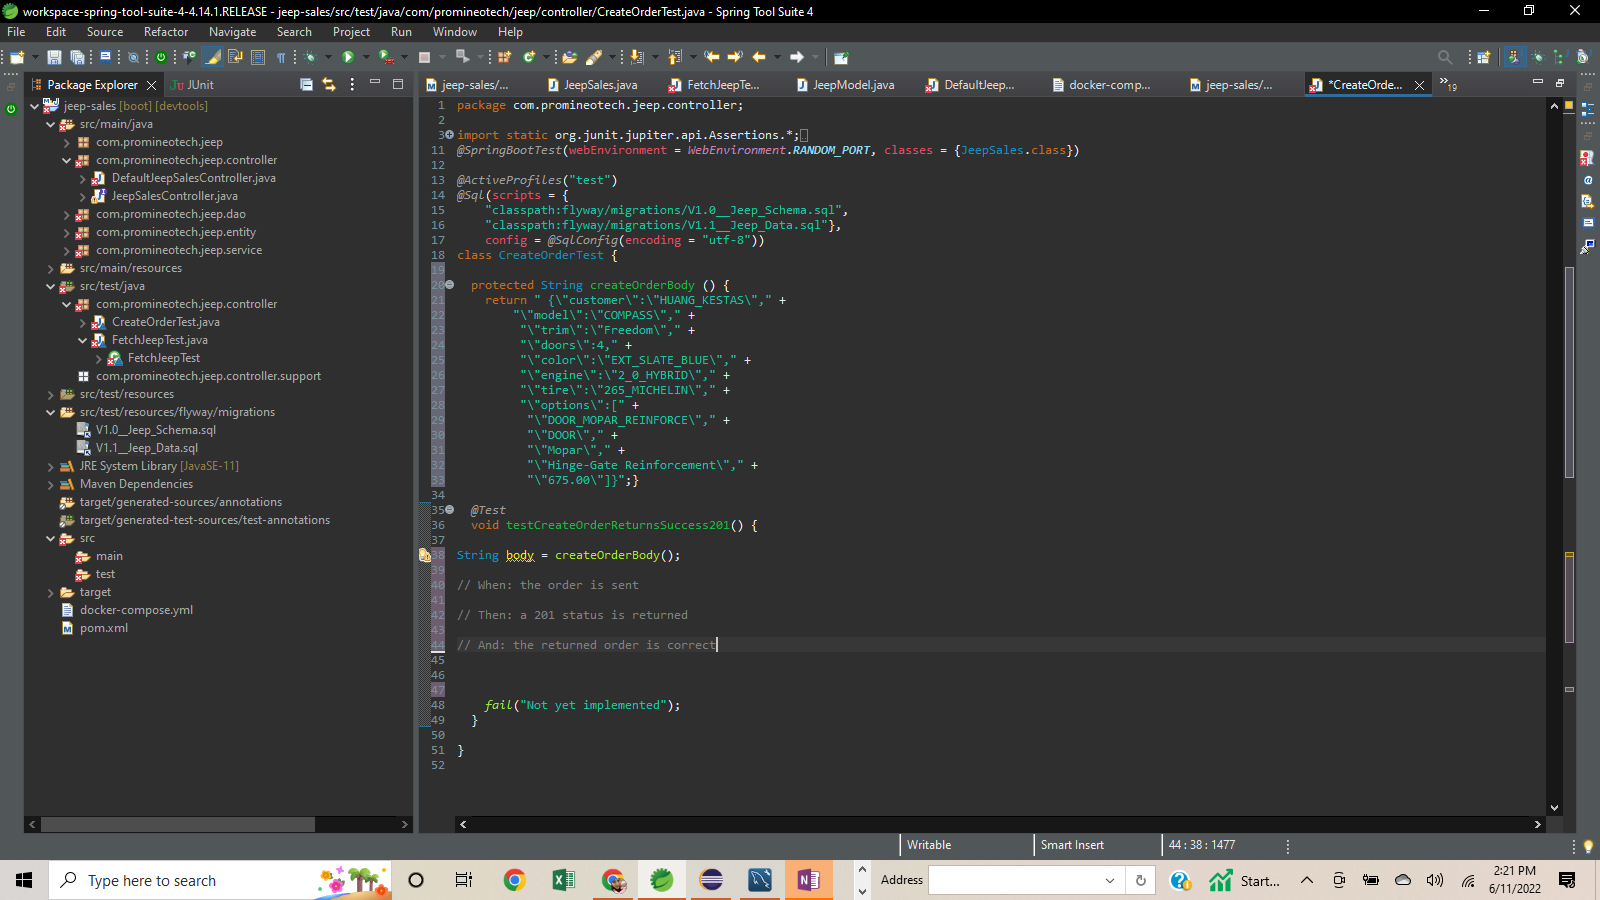 workspace-spring-tool-suite-4-4.14.1.RELEASE - jeep-sales/src/test/java/com/promineotech/jeep/controller/CreateOrderTest.java - Spring Tool Suite 4
File Edit Source Refactor Navigate Search Project Run Window Help
Package Explorer
JUnit
jeep-sales [boot] [devtools]
src/main/java
com.promineotech.jeep
com.promineotech.jeep.controller
DefaultJeepSalesController.java
JeepSalesController.java
com.promineotech.jeep.dao
com.promineotech.jeep.entity
com.promineotech.jeep.service
src/main/resources
src/test/java
com.promineotech.jeep.controller
CreateOrderTest.java
FetchJeepTest.java
FetchJeepTest
com.promineotech.jeep.controller.support
src/test/resources
src/test/resources/flyway/migrations
V1.0__Jeep_Schema.sql
V1.1__Jeep_Data.sql
JRE System Library [JavaSE-11]
Maven Dependencies
target/generated-sources/annotations
target/generated-test-sources/test-annotations
src
main
test
target
docker-compose.yml
pom.xml
jeep-sales/... JeepSales.java FetchJeepTe... JeepModel.java DefaultJeep... docker-comp... jeep-sales/... *CreateOrde... 19
1 package com.promineotech.jeep.controller;
2
3 import static org.junit.jupiter.api.Assertions.*;
11 @SpringBootTest(webEnvironment = WebEnvironment.RANDOM_PORT, classes = {JeepSales.class})
12
13 @ActiveProfiles("test")
14 @Sql(scripts = {
15 "classpath:flyway/migrations/V1.0__Jeep_Schema.sql",
16 "classpath:flyway/migrations/V1.1__Jeep_Data.sql"},
17 config = @SqlConfig(encoding = "utf-8"))
18 class CreateOrderTest {
19
20 protected String createOrderBody () {
21 return " {\"customer\":\"HUANG_KESTAS\"," +
22 "\"model\":\"COMPASS\"," +
23 "\"trim\":\"Freedom\"," +
24 "\"doors\":4," +
25 "\"color\":\"EXT_SLATE_BLUE\"," +
26 "\"engine\":\"2_0_HYBRID\"," +
27 "\"tire\":\"265_MICHELIN\"," +
28 "\"options\":[" +
29 "\"DOOR_MOPAR_REINFORCE\"," +
30 "\"DOOR\"," +
31 "\"Mopar\"," +
32 "\"Hinge-Gate Reinforcement\"," +
33 "\"675.00\"]}";}
34
35 @Test
36 void testCreateOrderReturnsSuccess201() {
37
38 String body = createOrderBody();
39
40 // When: the order is sent
41
42 // Then: a 201 status is returned
43
44 // And: the returned order is correct
45
46
47
48 fail("Not yet implemented");
49 }
50
51 }
52
Writable Smart Insert 44 : 38 : 1477
Type here to search
Address
Start...
2:21 PM
6/11/2022